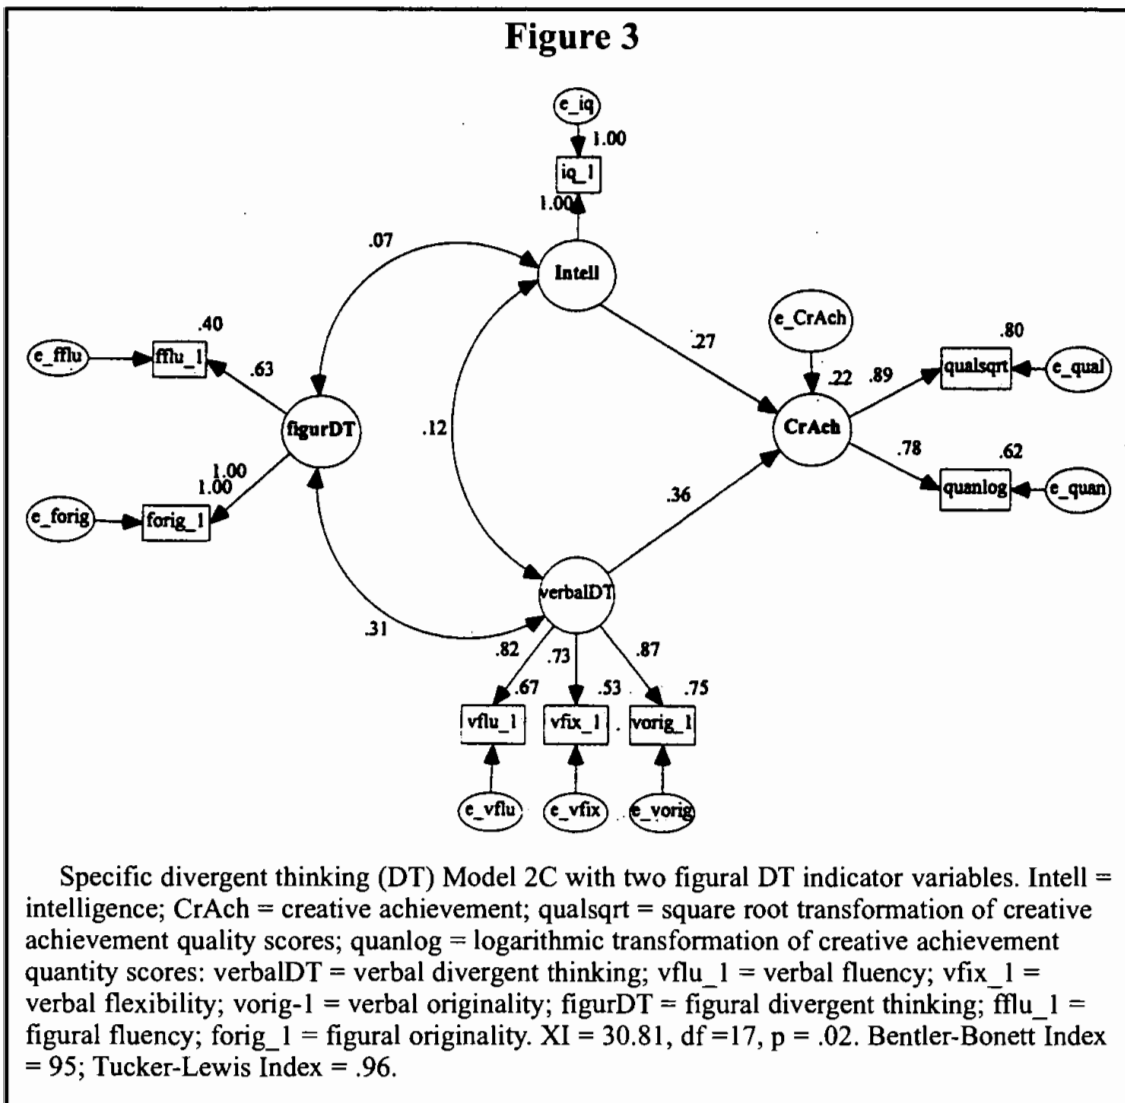 Figure 3
e_iq
1.00
iq_1
1.00
.07
Intell
e_CrAch
.40
.80
e_fflu
fflu_1
.63
.27
.22
.89
qualsqrt
e_qual
figurDT
.12
CrAch
.78
.62
1.00
1.00
.36
quanlog
e_quan
e_forig
forig_1
verbalDT
.31
.82
.73
.87
.67
.53
.75
vflu_1
vfix_1
vorig_1
e_vflu
e_vfix
e_vorig
Specific divergent thinking (DT) Model 2C with two figural DT indicator variables. Intell =
intelligence; CrAch = creative achievement; qualsqrt = square root transformation of creative
achievement quality scores; quanlog = logarithmic transformation of creative achievement
quantity scores: verbalDT = verbal divergent thinking; vflu_1 = verbal fluency; vfix_1 =
verbal flexibility; vorig-1 = verbal originality; figurDT = figural divergent thinking; fflu_1 =
figural fluency; forig_1 = figural originality. XI = 30.81, df =17, p = .02. Bentler-Bonett Index
= 95; Tucker-Lewis Index = .96.